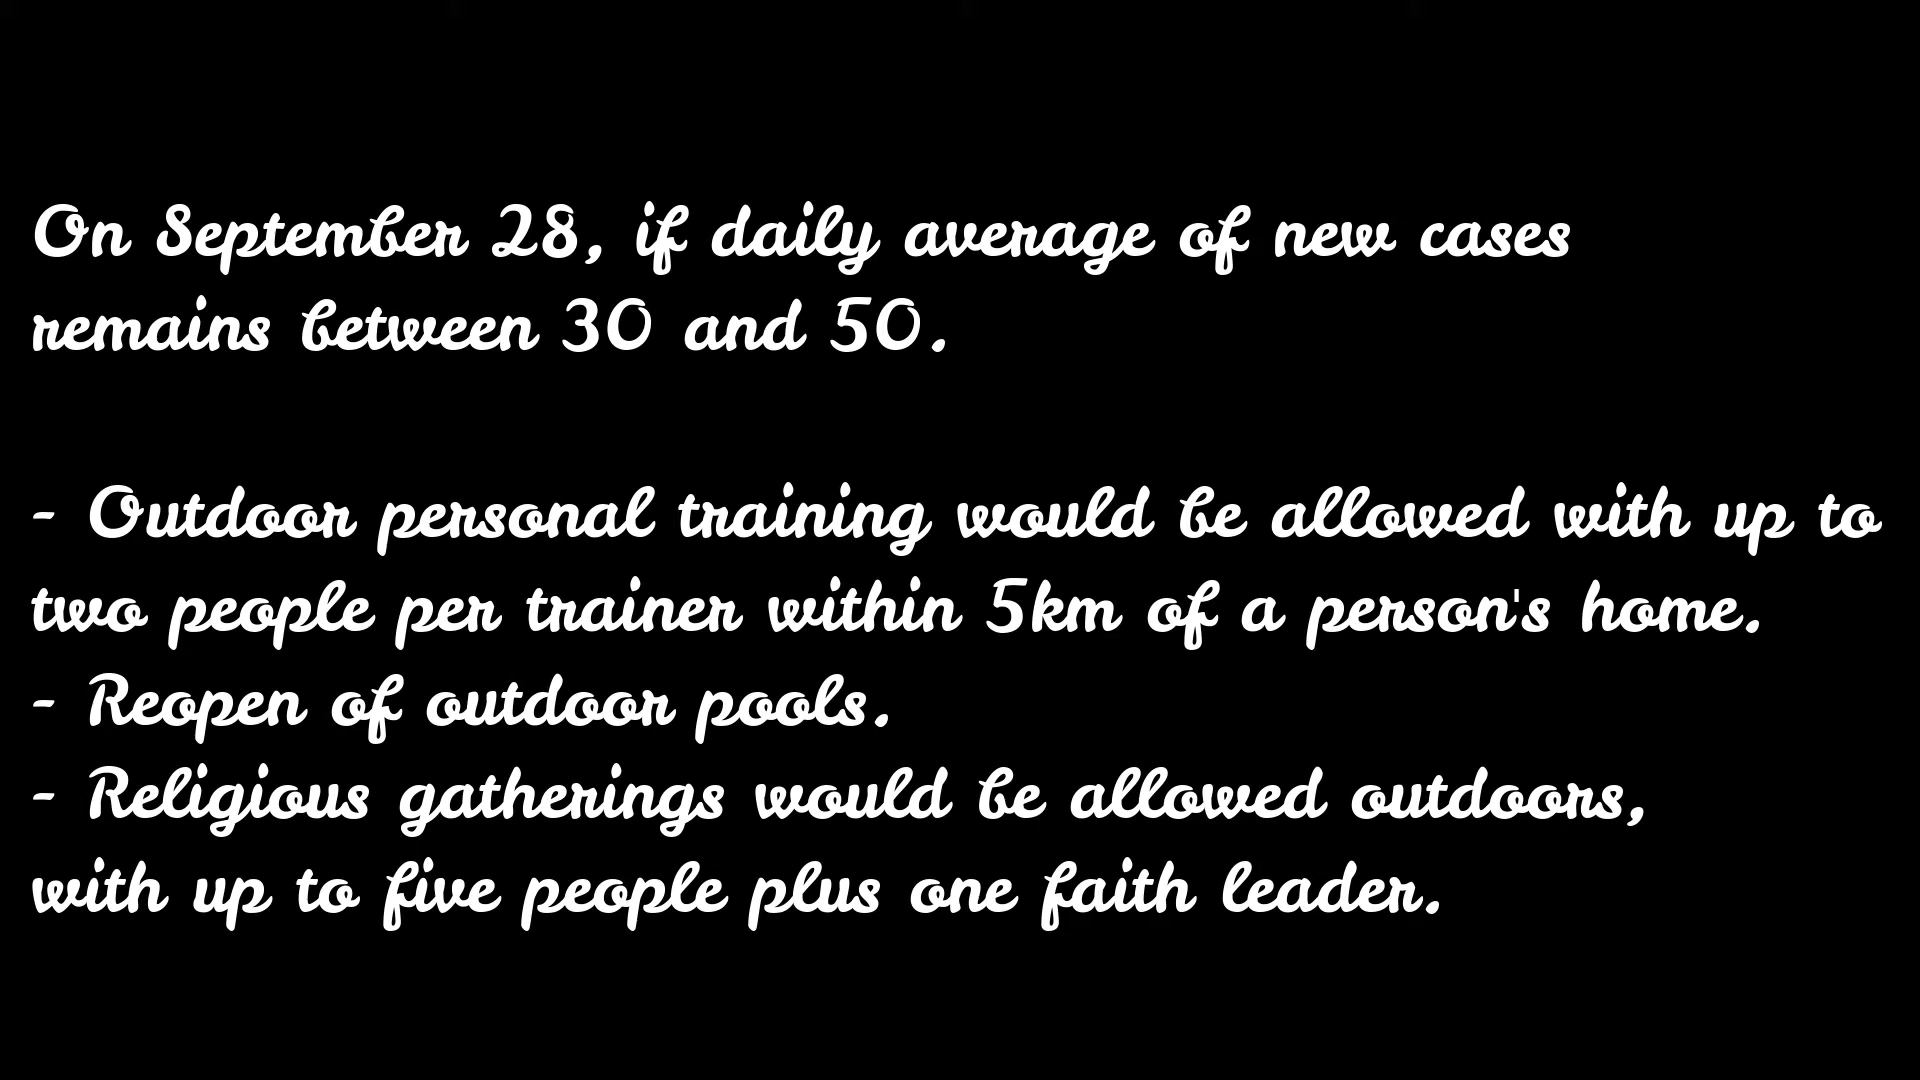 On September 28, if daily average of new cases
remains between 30 and 50.
- Outdoor personal training would be allowed with up to
two people per trainer within 5km of a person's home.
- Reopen of outdoor pools.
- Religious gatherings would be allowed outdoors,
with up to five people plus one faith leader.